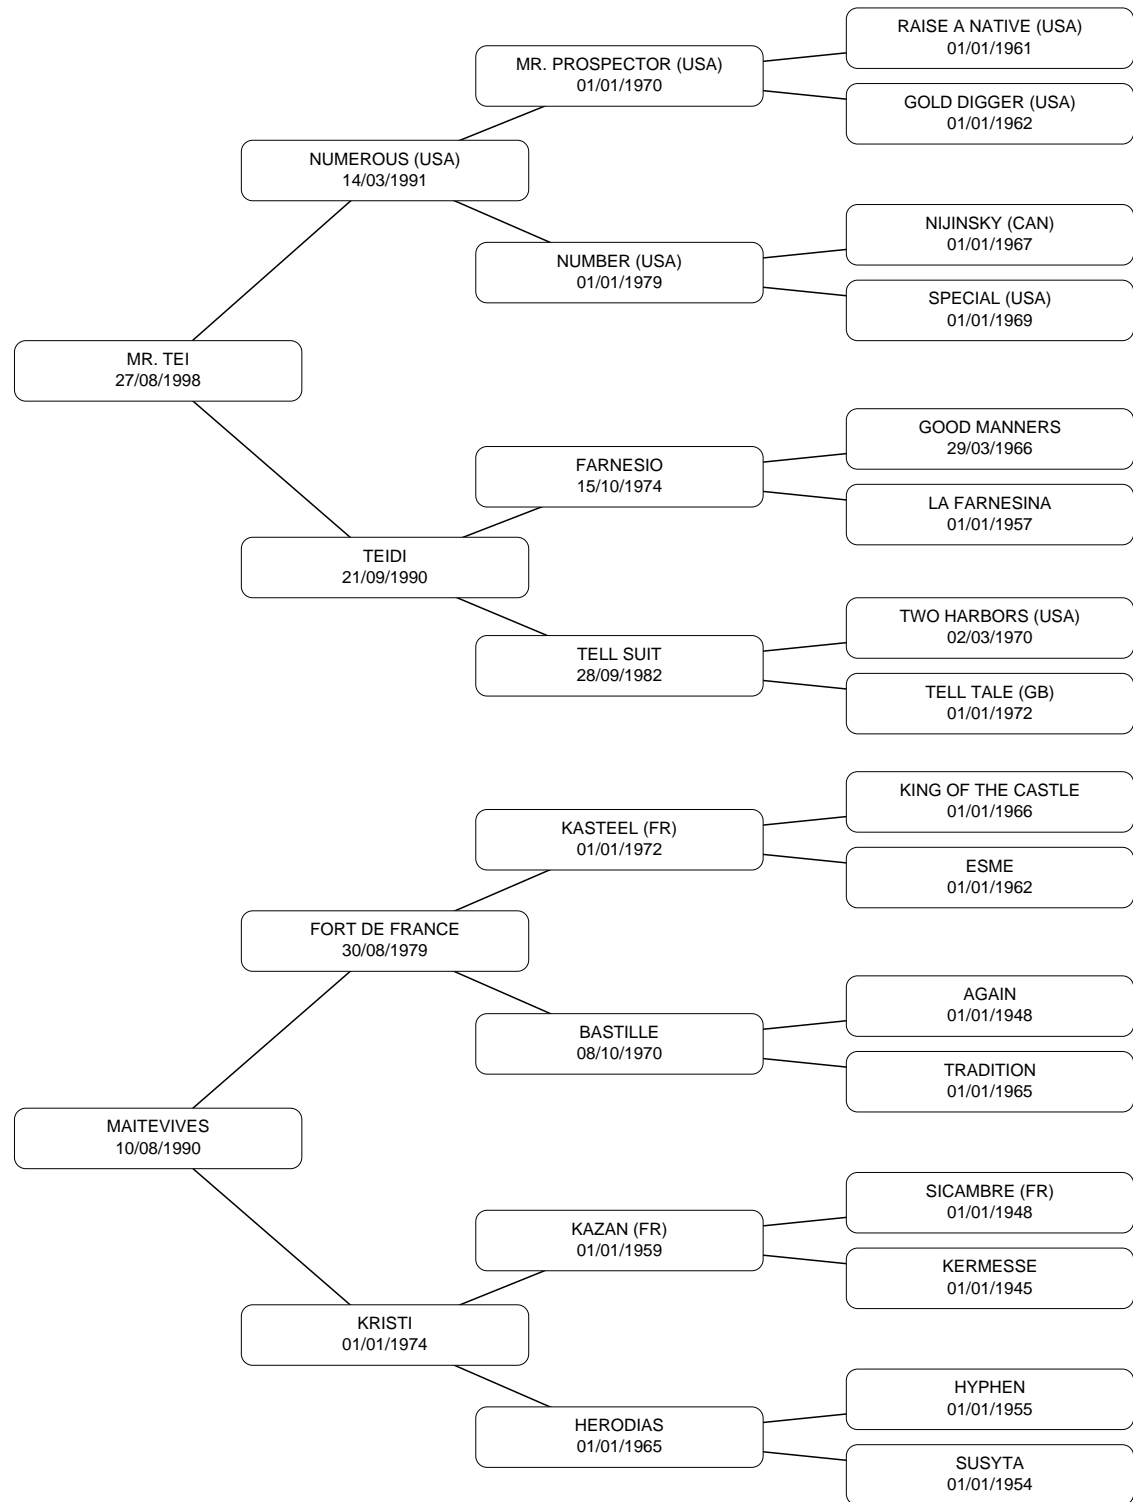 RAISE A NATIVE (USA)
01/01/1961
MR. PROSPECTOR (USA)
01/01/1970
GOLD DIGGER (USA)
01/01/1962
NUMEROUS (USA)
14/03/1991
NIJINSKY (CAN)
01/01/1967
NUMBER (USA)
01/01/1979
SPECIAL (USA)
01/01/1969
MR. TEI
27/08/1998
GOOD MANNERS
29/03/1966
FARNESIO
15/10/1974
LA FARNESINA
01/01/1957
TEIDI
21/09/1990
TWO HARBORS (USA)
02/03/1970
TELL SUIT
28/09/1982
TELL TALE (GB)
01/01/1972
KING OF THE CASTLE
01/01/1966
KASTEEL (FR)
01/01/1972
ESME
01/01/1962
FORT DE FRANCE
30/08/1979
AGAIN
01/01/1948
BASTILLE
08/10/1970
TRADITION
01/01/1965
MAITEVIVES
10/08/1990
SICAMBRE (FR)
01/01/1948
KAZAN (FR)
01/01/1959
KERMESSE
01/01/1945
KRISTI
01/01/1974
HYPHEN
01/01/1955
HERODIAS
01/01/1965
SUSYTA
01/01/1954